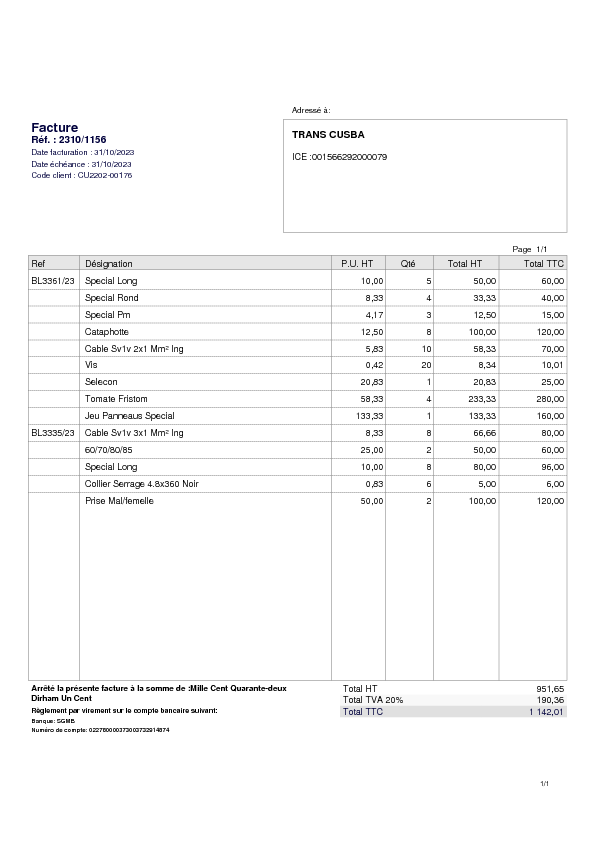 Adressé à:
Facture
Réf. : 2310/1156
Date facturation : 31/10/2023
Date échéance : 31/10/2023
Code client : CU2202-00176
TRANS CUSBA
ICE :001566292000079
Page 1/1
Ref Désignation P.U. HT Qté Total HT Total TTC
BL3361/23 Special Long 10,00 5 50,00 60,00
Special Rond 8,33 4 33,33 40,00
Special Pm 4,17 3 12,50 15,00
Cataphotte 12,50 8 100,00 120,00
Cable Sv1v 2x1 Mm² Ing 5,83 10 58,33 70,00
Vis 0,42 20 8,34 10,01
Selecon 20,83 1 20,83 25,00
Tomate Fristom 58,33 4 233,33 280,00
Jeu Panneaus Special 133,33 1 133,33 160,00
BL3335/23 Cable Sv1v 3x1 Mm² Ing 8,33 8 66,66 80,00
60/70/80/85 25,00 2 50,00 60,00
Special Long 10,00 8 80,00 96,00
Collier Serrage 4.8x360 Noir 0,83 6 5,00 6,00
Prise Mal/femelle 50,00 2 100,00 120,00
Arrêté la présente facture à la somme de :Mille Cent Quarante-deux
Dirham Un Cent
Règlement par virement sur le compte bancaire suivant:
Banque: SGMB
Numéro de compte: 022780000373003732914874
Total HT 951,65
Total TVA 20% 190,36
Total TTC 1 142,01
1/1